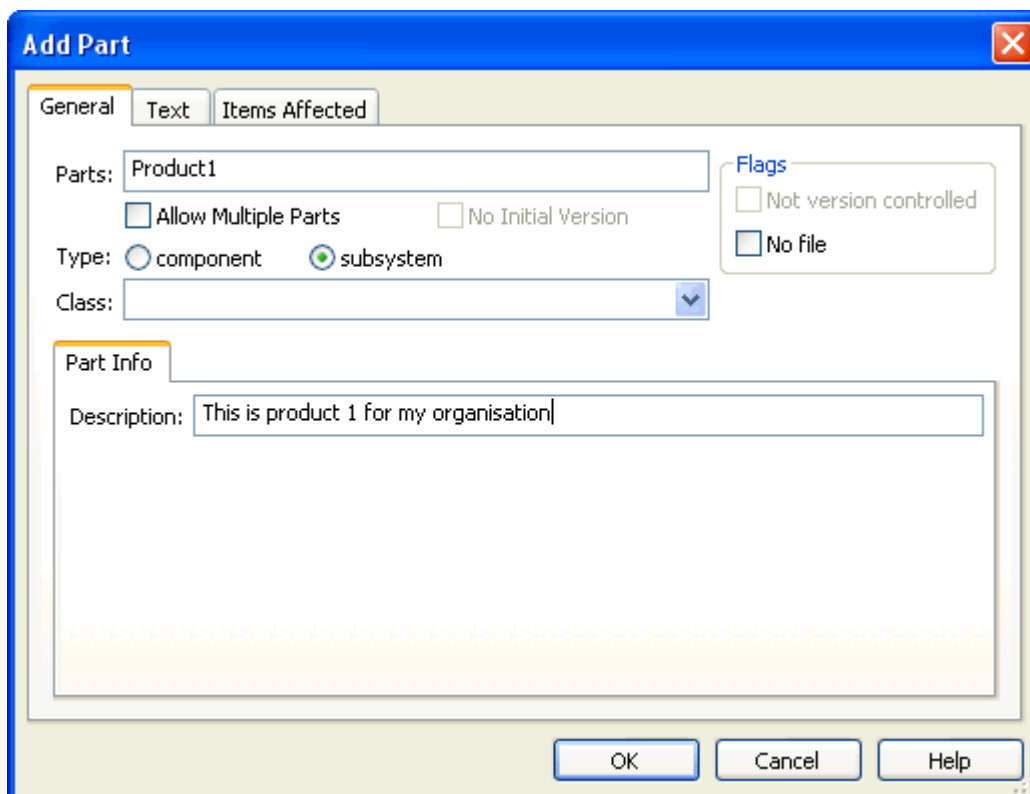 Add Part
General Text Items Affected
Parts: Product1
Flags
Allow Multiple Parts No Initial Version
Not version controlled
No file
Type: component subsystem
Class:
Part Info
Description: This is product 1 for my organisation
OK Cancel Help